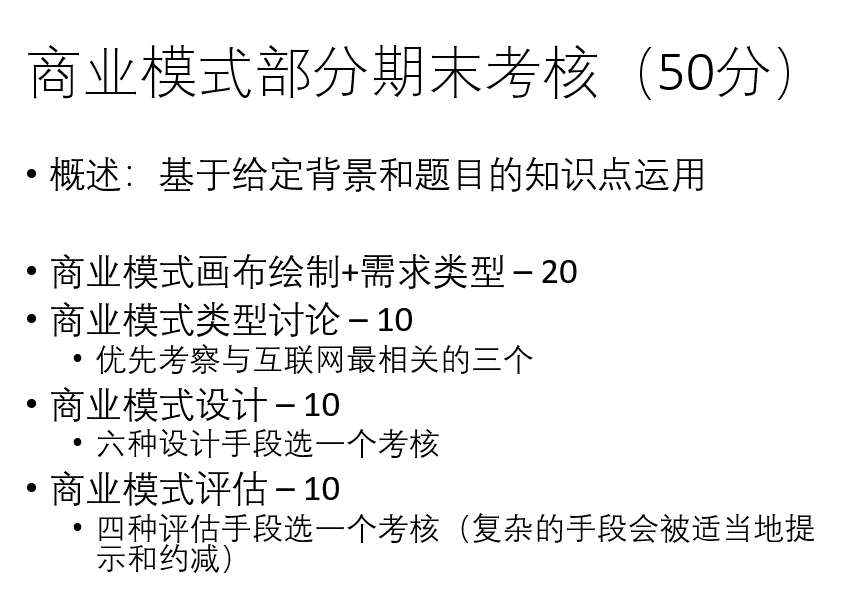 商业模式部分期末考核（50分）
• 概述：基于给定背景和题目的知识点运用
• 商业模式画布绘制+需求类型 – 20
• 商业模式类型讨论 – 10
• 优先考察与互联网最相关的三个
• 商业模式设计 – 10
• 六种设计手段选一个考核
• 商业模式评估 – 10
• 四种评估手段选一个考核（复杂的手段会被适当地提
示和约减）